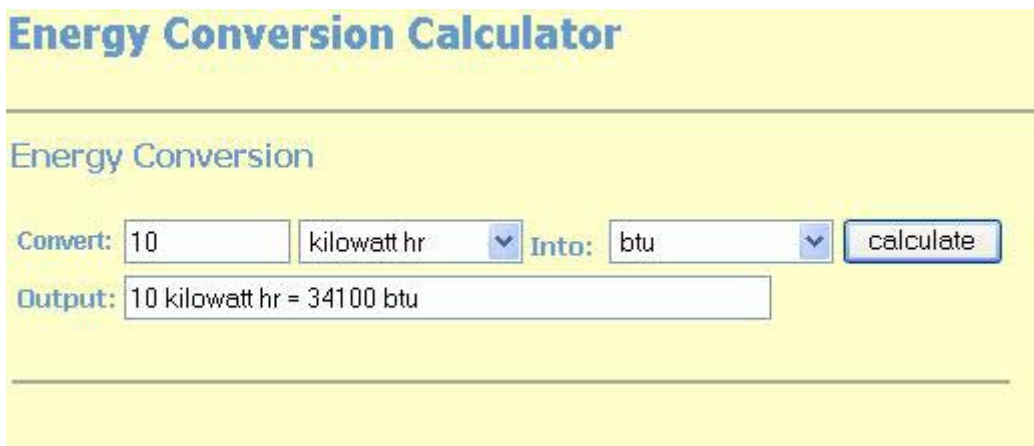 Energy Conversion Calculator
Energy Conversion
Convert: 10 kilowatt hr Into: btu calculate
Output: 10 kilowatt hr = 34100 btu